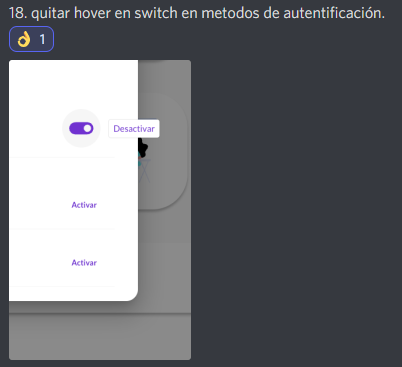 18. quitar hover en switch en metodos de autentificación.
👌 1
Desactivar
Activar
Activar